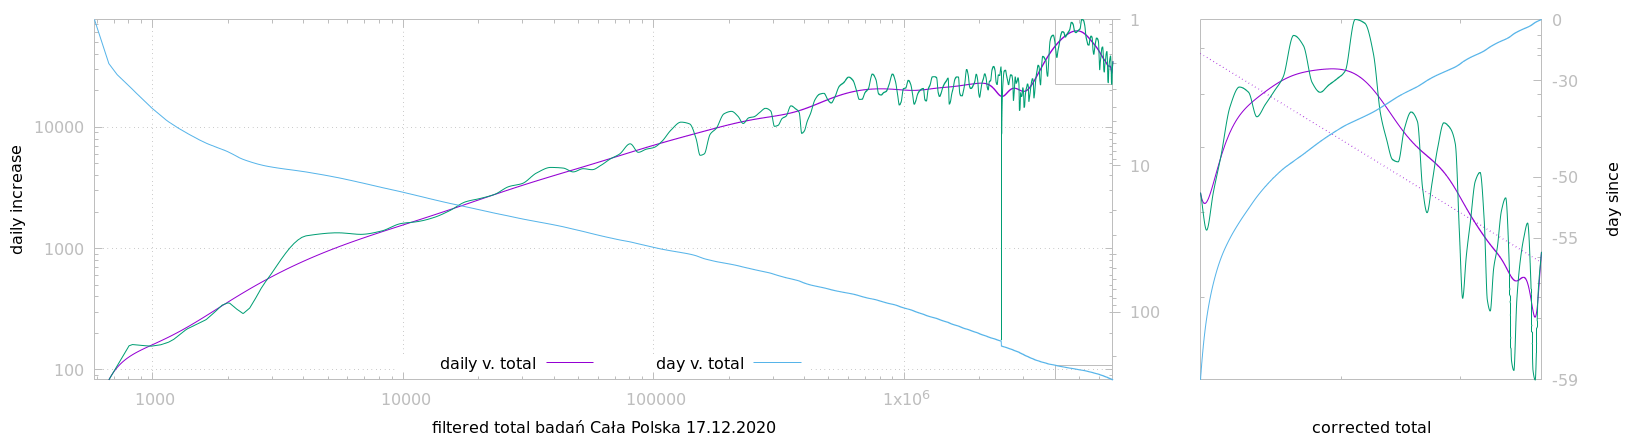 daily increase
10000
1000
100
1000
10000
100000
1x10⁶
1
10
100
daily v. total
day v. total
filtered total badań Cała Polska 17.12.2020
0
-30
-50
-55
-59
day since
corrected total